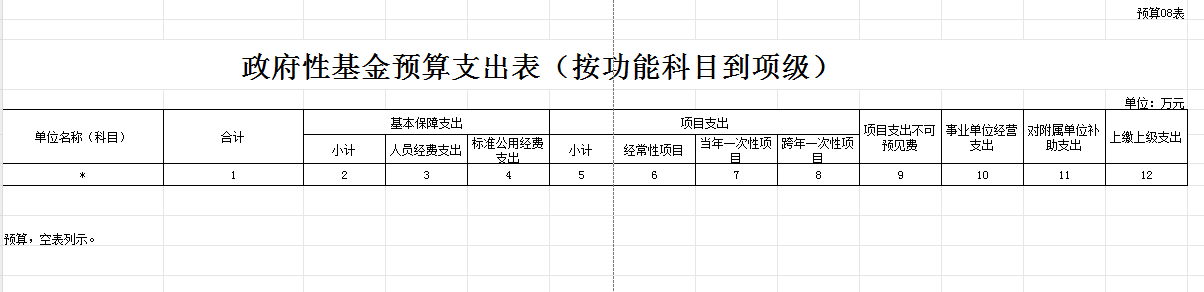 预算08表
政府性基金预算支出表（按功能科目到项级）
单位：万元
单位名称（科目） 合计 基本保障支出 项目支出 项目支出不可预见费 事业单位经营支出 对附属单位补助支出 上缴上级支出
小计 人员经费支出 标准公用经费支出 小计 经常性项目 当年一次性项目 跨年一次性项目
* 1 2 3 4 5 6 7 8 9 10 11 12
预算，空表列示。